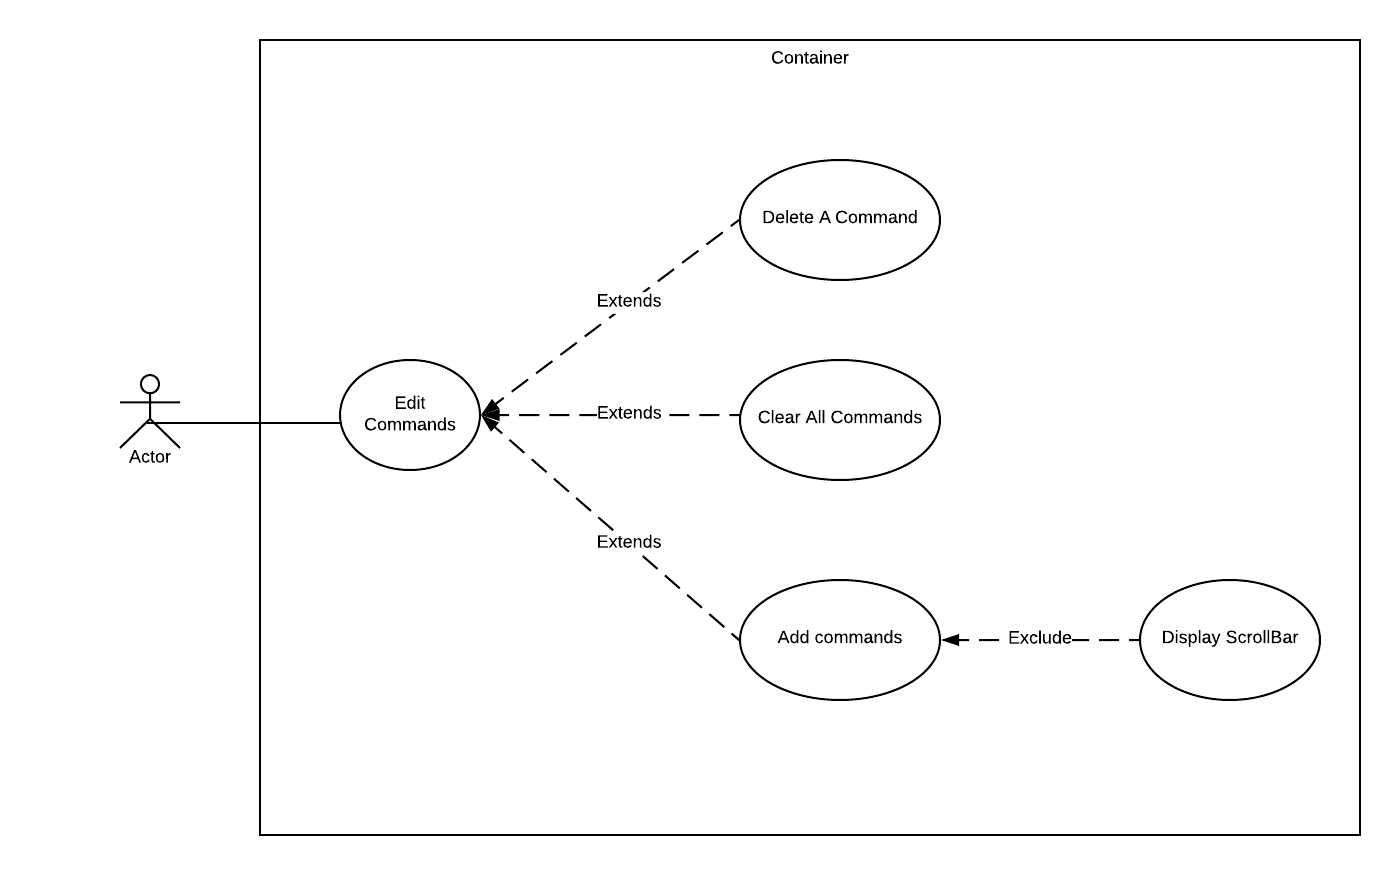 Container
Delete A Command
Extends
Edit
Commands
Extends
Clear All Commands
Actor
Extends
Add commands
Exclude
Display ScrollBar